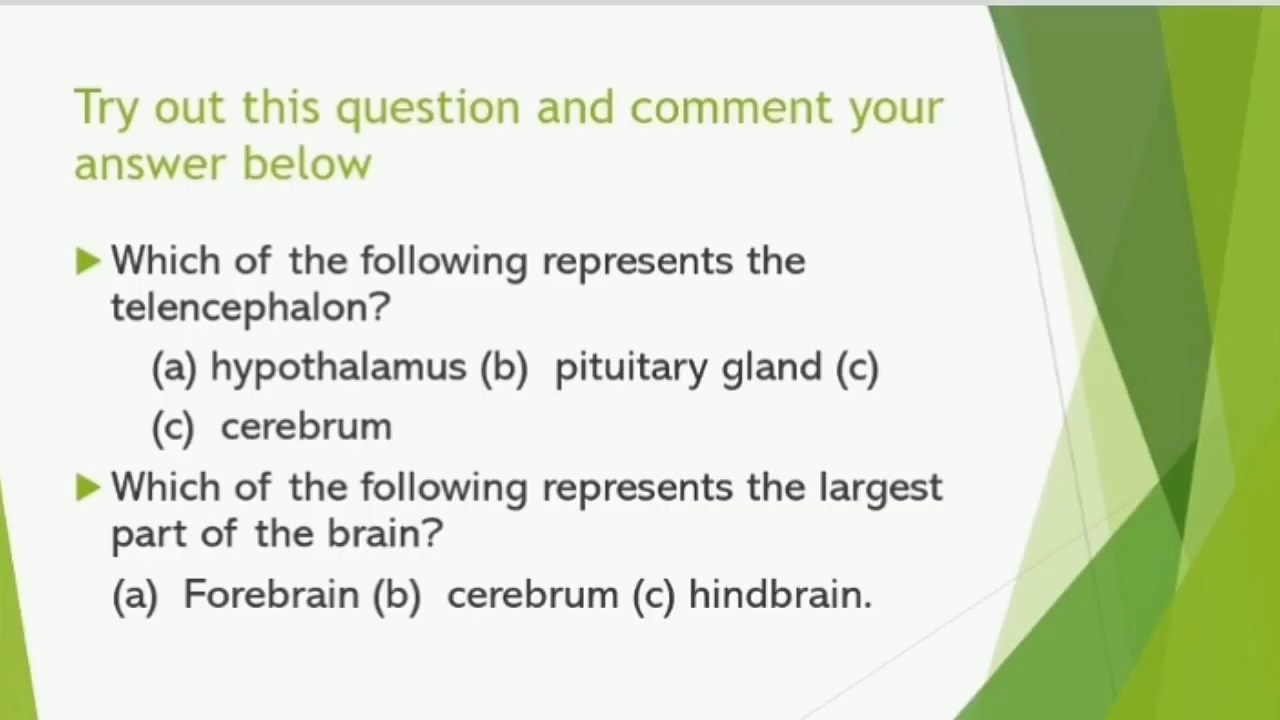 Try out this question and comment your
answer below
Which of the following represents the
telencephalon?
(a) hypothalamus (b) pituitary gland (c)
(c) cerebrum
Which of the following represents the largest
part of the brain?
(a) Forebrain (b) cerebrum (c) hindbrain.